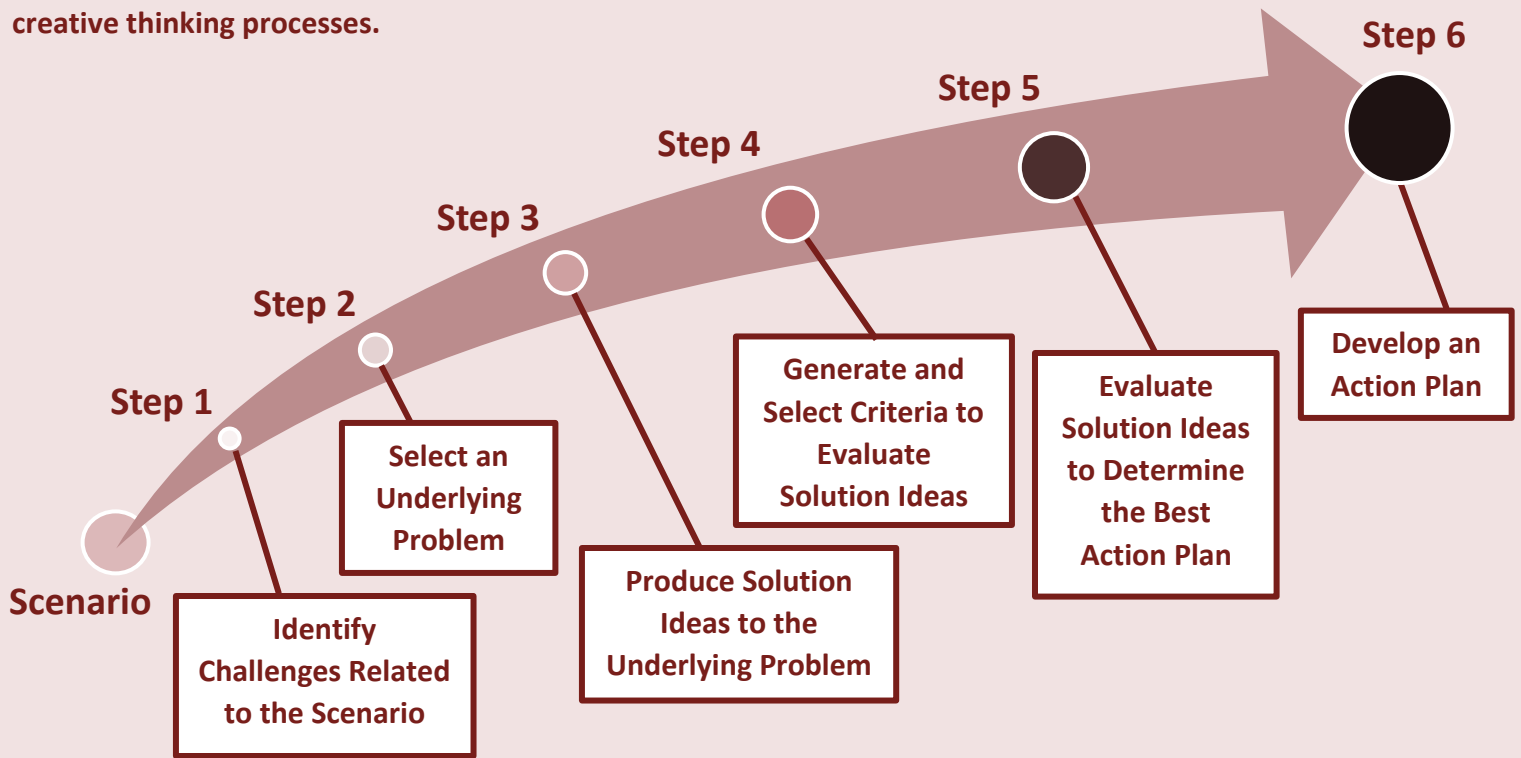 creative thinking processes.
Scenario
Step 1
Identify
Challenges Related
to the Scenario
Step 2
Select an
Underlying
Problem
Step 3
Produce Solution
Ideas to the
Underlying Problem
Step 4
Generate and
Select Criteria to
Evaluate
Solution Ideas
Step 5
Evaluate
Solution Ideas
to Determine
the Best
Action Plan
Step 6
Develop an
Action Plan